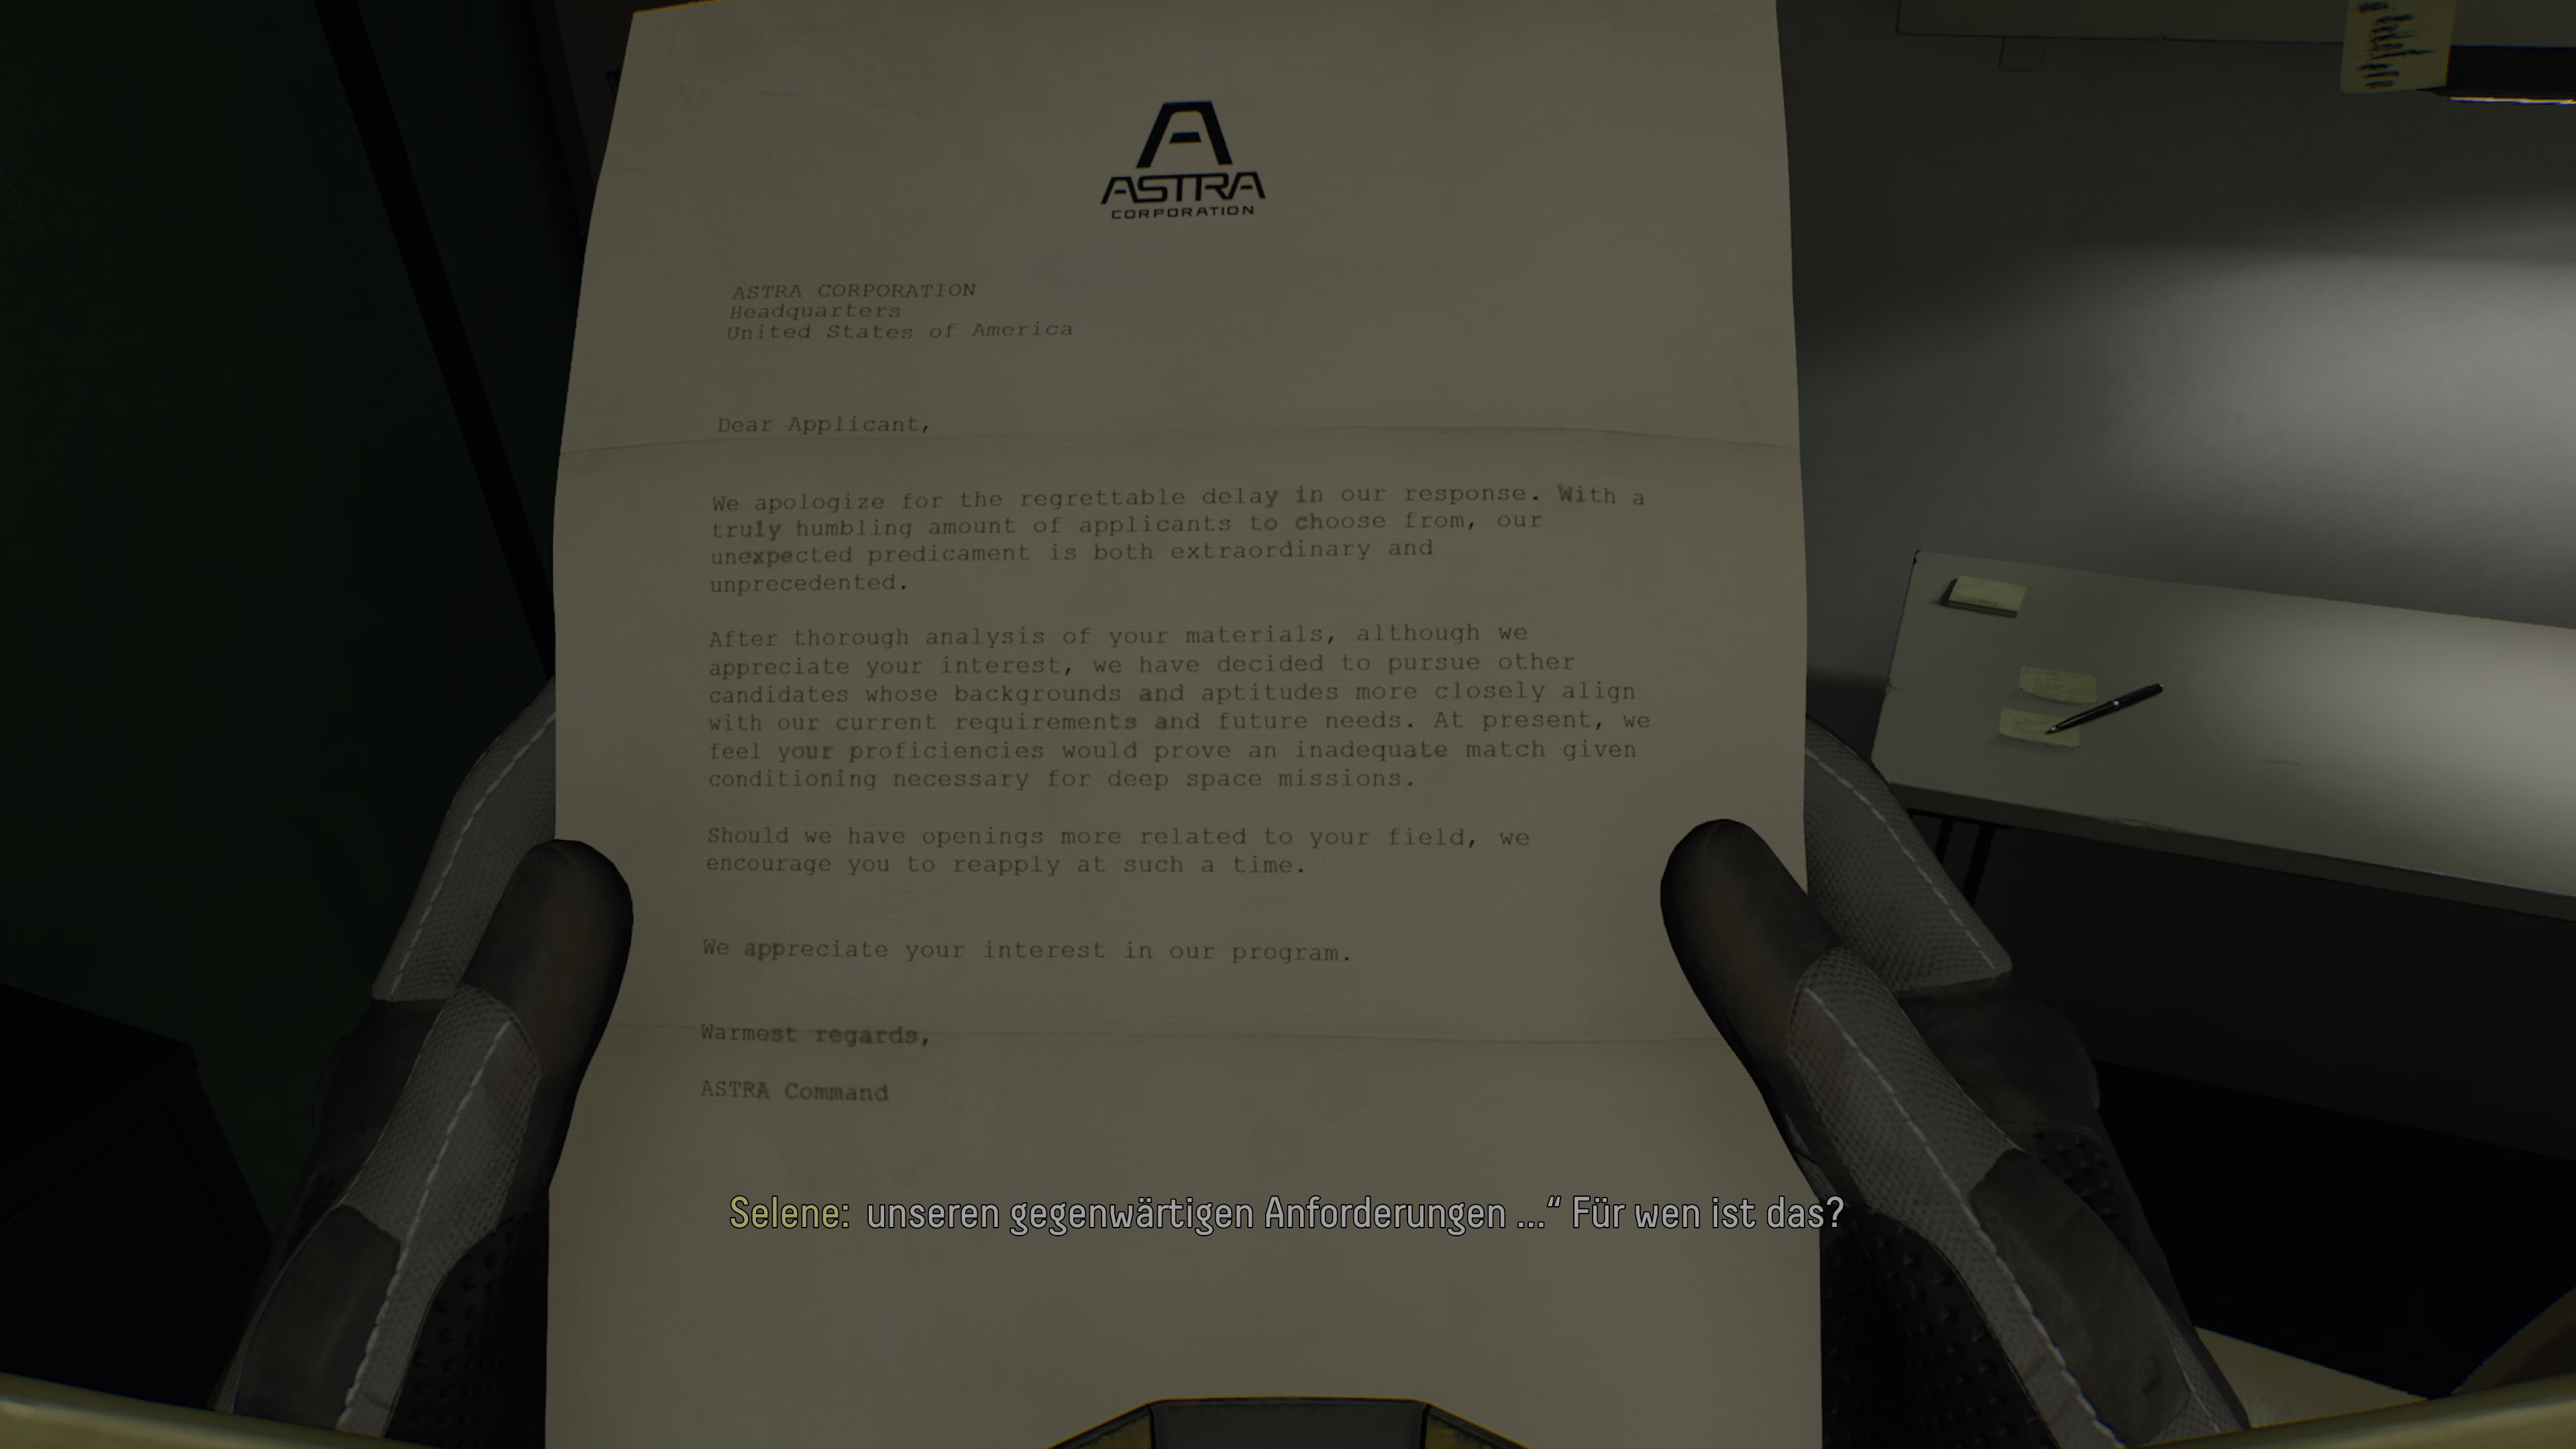 ASTRA
CORPORATION
ASTRA CORPORATION
Headquarters
United States of America
Dear Applicant,
We apologize for the regrettable delay in our response. With a
truly humbling amount of applicants to choose from, our
unexpected predicament is both extraordinary and
unprecedented.
After thorough analysis of your materials, although we
appreciate your interest, we have decided to pursue other
candidates whose backgrounds and aptitudes more closely align
with our current requirements and future needs. At present, we
feel your proficiencies would prove an inadequate match given
conditioning necessary for deep space missions.
Should we have openings more related to your field, we
encourage you to reapply at such a time.
We appreciate your interest in our program.
Warmest regards,
ASTRA Command
Selene: unseren gegenwärtigen Anforderungen ...“ Für wen ist das?